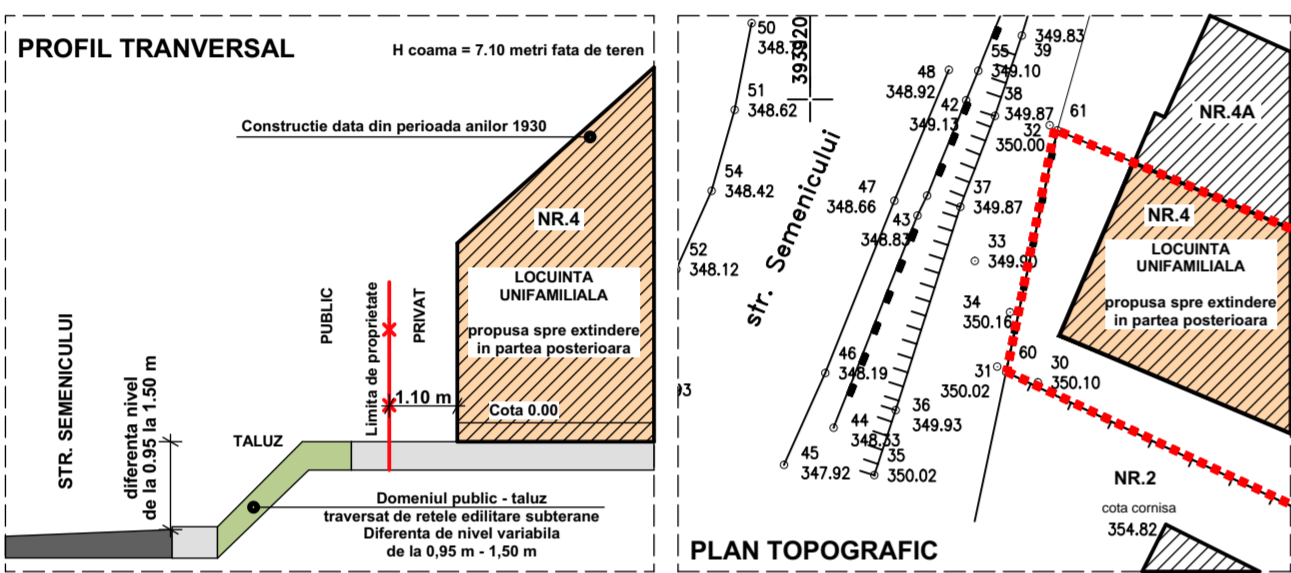 PROFIL TRANVERSAL
H coama = 7.10 metri fata de teren
Constructie data din perioada anilor 1930
NR.4
LOCUINTA
UNIFAMILIALA
propusa spre extindere
in partea posterioara
PUBLIC
Limita de proprietate
PRIVAT
1.10 m
Cota 0.00
STR. SEMENICULUI
diferenta nivel
de la 0.95 la 1.50 m
TALUZ
Domeniul public - taluz
traversat de retele edilitare subterane
Diferenta de nivel variabila
de la 0,95 m - 1,50 m
50
348.
393920
51
348.62
54
348.42
52
348.12
93
str. Semenicului
48
348.92
47
348.66
46
348.19
45
347.92
55
349.10
42
349.13
43
348.83
44
348.33
39
349.83
38
349.87
37
349.87
36
349.93
35
350.02
61
32
350.00
33
349.90
34
350.16
60
31
350.02
30
350.10
NR.4A
NR.4
LOCUINTA
UNIFAMILIALA
propusa spre extindere
in partea posterioara
NR.2
cota cornisa
354.82
PLAN TOPOGRAFIC